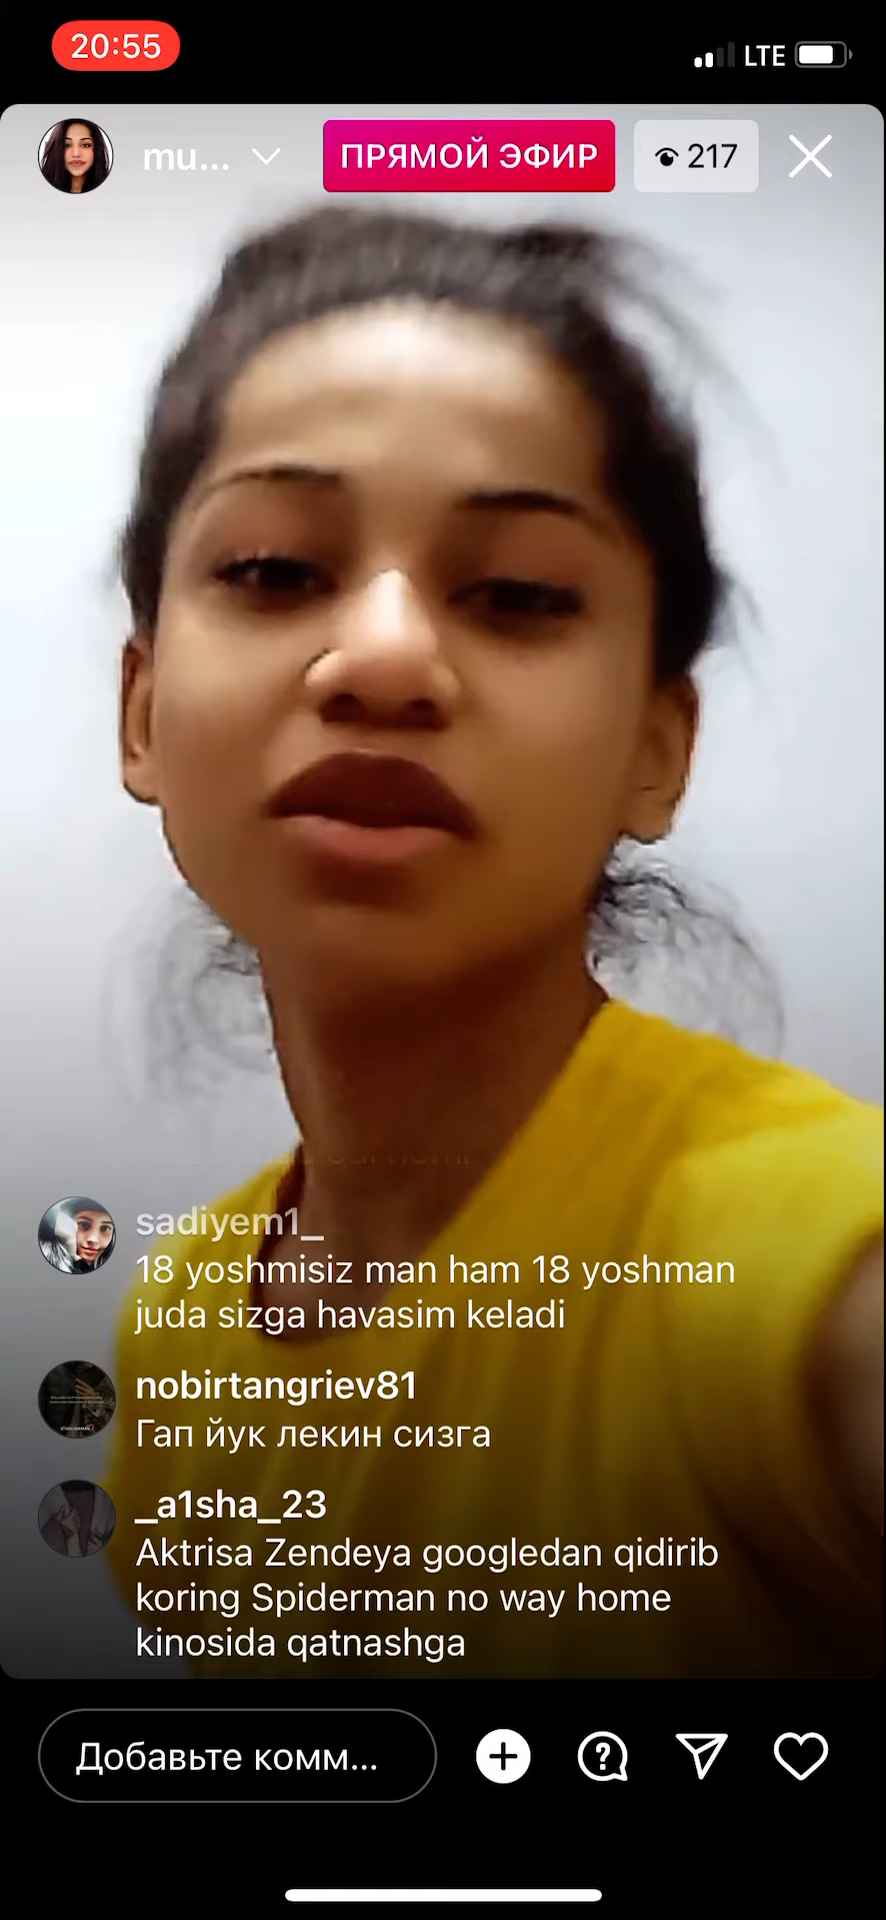 20:55
LTE
mu...
ПРЯМОЙ ЭФИР
217
sadiyem1_
18 yoshmisiz man ham 18 yoshman
juda sizga havasim keladi
nobirtangriev81
Гап йук лекин сизга
_a1sha_23
Aktrisa Zendeya googledan qidirib
koring Spiderman no way home
kinosida qatnashga
Добавьте комм...